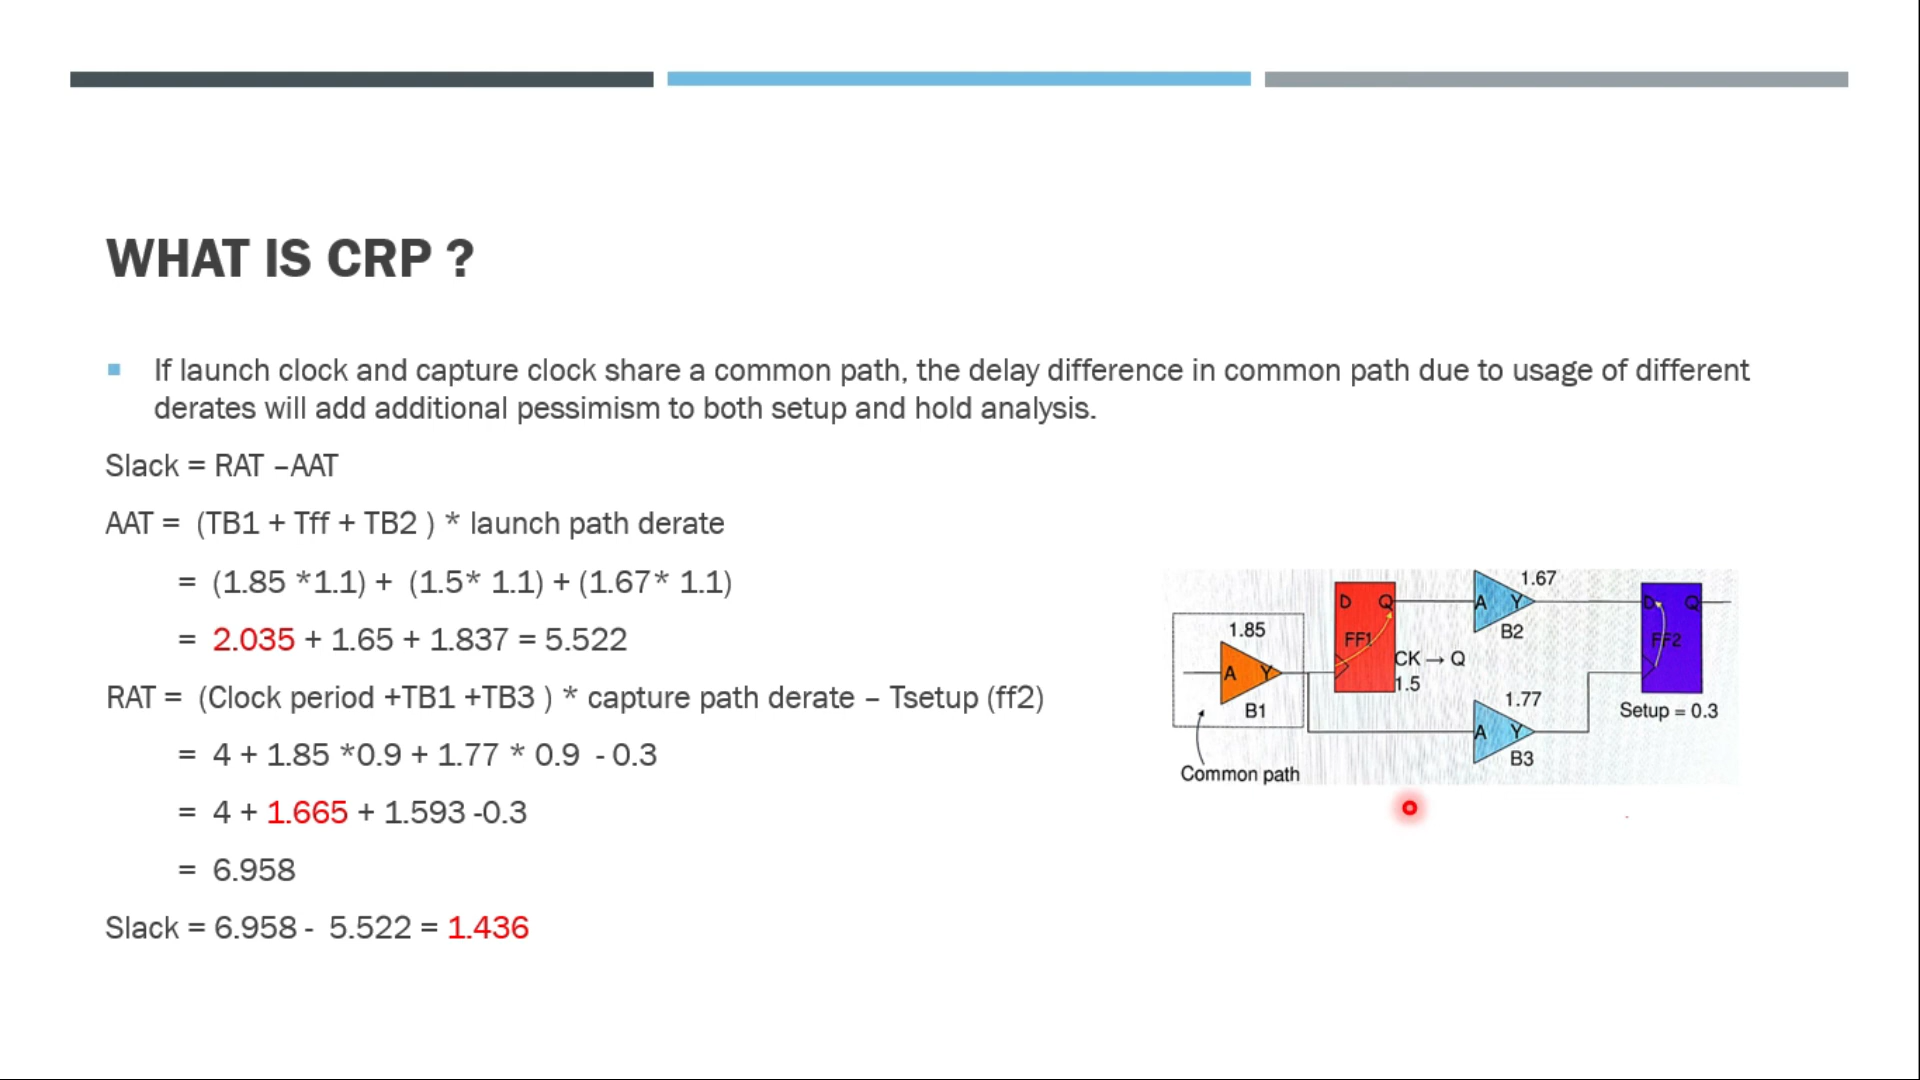 WHAT IS CRP ?
If launch clock and capture clock share a common path, the delay difference in common path due to usage of different
derates will add additional pessimism to both setup and hold analysis.
Slack = RAT –AAT
AAT = (TB1 + Tff + TB2 ) * launch path derate
= (1.85 *1.1) + (1.5* 1.1) + (1.67* 1.1)
= 2.035 + 1.65 + 1.837 = 5.522
RAT = (Clock period +TB1 +TB3 ) * capture path derate – Tsetup (ff2)
= 4 + 1.85 *0.9 + 1.77 * 0.9 - 0.3
= 4 + 1.665 + 1.593 -0.3
= 6.958
Slack = 6.958 - 5.522 = 1.436
1.67
D Q
A Y
D Q
1.85
B2
FF1
FF2
CK → Q
A Y
1.5
1.77
B1
Setup = 0.3
A Y
B3
Common path